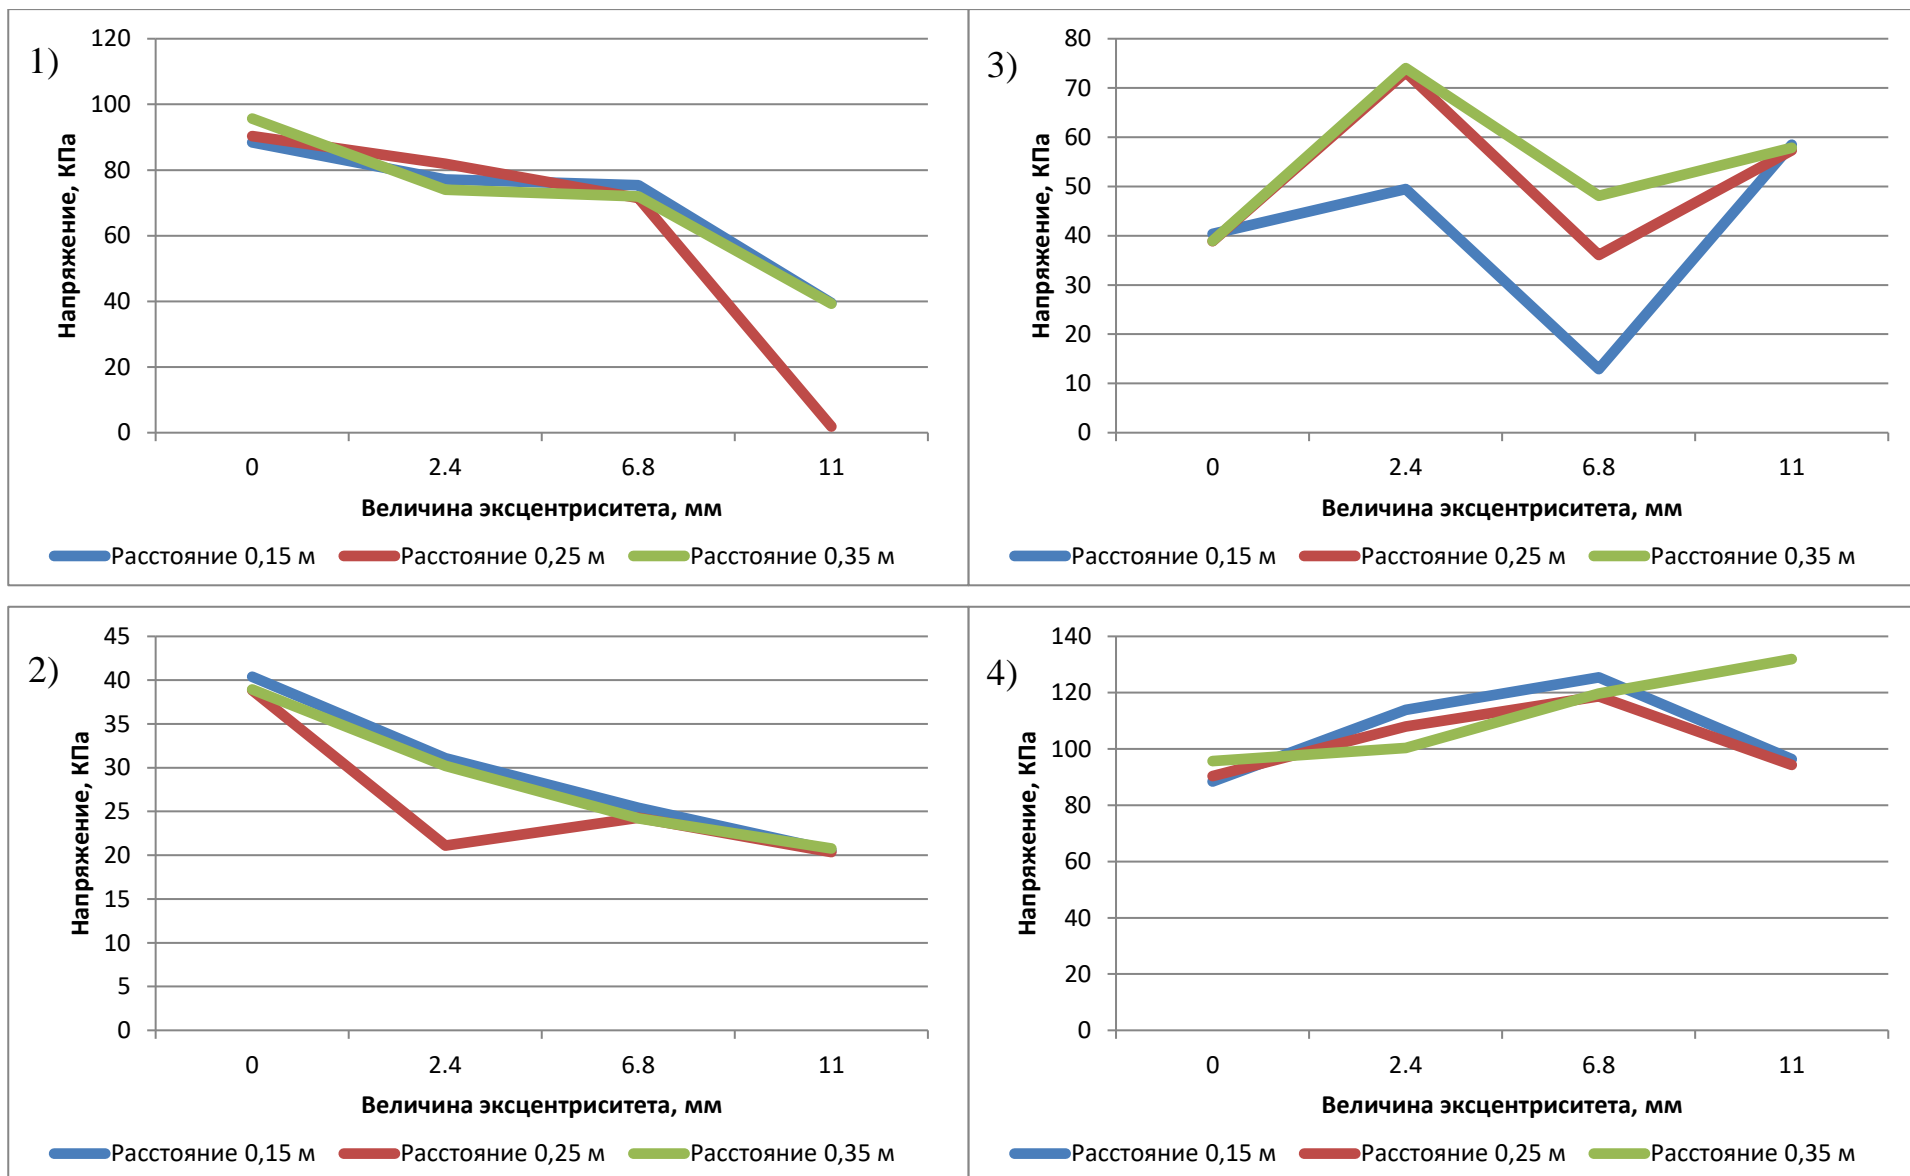 1)
120
100
80
60
40
20
0
Напряжение, КПа
0 2.4 6.8 11
Величина эксцентриситета, мм
Расстояние 0,15 м Расстояние 0,25 м Расстояние 0,35 м
3)
80
70
60
50
40
30
20
10
0
Напряжение, КПа
0 2.4 6.8 11
Величина эксцентриситета, мм
Расстояние 0,15 м Расстояние 0,25 м Расстояние 0,35 м
2)
45
40
35
30
25
20
15
10
5
0
Напряжение, КПа
0 2.4 6.8 11
Величина эксцентриситета, мм
Расстояние 0,15 м Расстояние 0,25 м Расстояние 0,35 м
4)
140
120
100
80
60
40
20
0
Напряжение, КПа
0 2.4 6.8 11
Величина эксцентриситета, мм
Расстояние 0,15 м Расстояние 0,25 м Расстояние 0,35 м